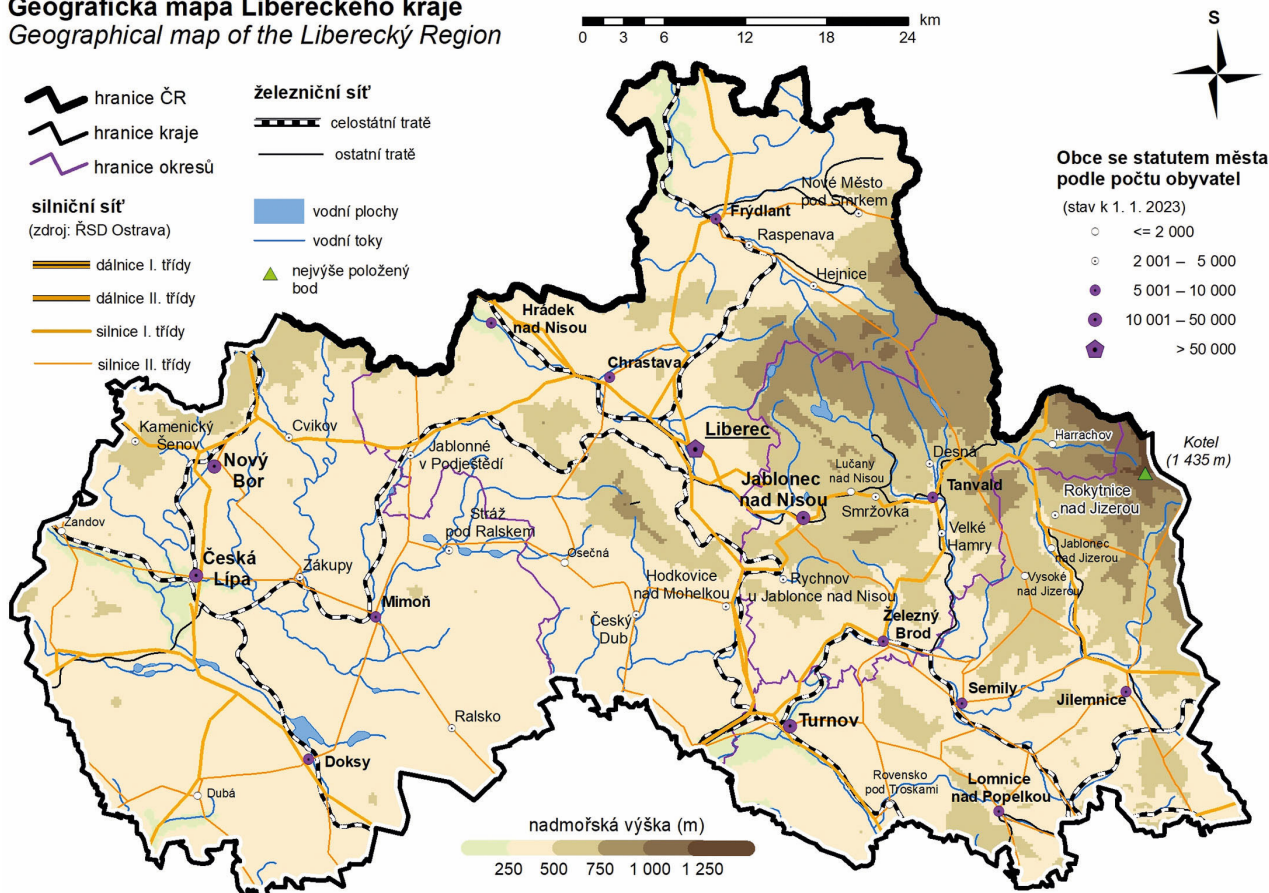 Geografická mapa Libereckého kraje
Geographical map of the Liberecký Region
km
0 3 6 12 18 24
S
hranice ČR
hranice kraje
hranice okresů
silniční síť
(zdroj: ŘSD Ostrava)
dálnice I. třídy
dálnice II. třídy
silnice I. třídy
silnice II. třídy
železniční síť
celostátní tratě
ostatní tratě
vodní plochy
vodní toky
nejvýše položený
bod
Obce se statutem města
podle počtu obyvatel
(stav k 1. 1. 2023)
<= 2 000
2 001 – 5 000
5 001 – 10 000
10 001 – 50 000
> 50 000
Nové Město
pod Smrkem
Frýdlant
Raspenava
Hejnice
Hrádek
nad Nisou
Chrastava
Kamenický
Šenov
Cvikov
Nový
Bor
Jablonné
v Podještědí
Liberec
Harrachov
Kotel
(1 435 m)
Desná
Lučany
nad Nisou
Jablonec
nad Nisou
Tanvald
Smržovka
Rokytnice
nad Jizerou
Stráž
pod Ralskem
Žandov
Velké
Hamry
Osečná
Jablonec
nad Jizerou
Česká
Lípa
Zákupy
Hodkovice
nad Mohelkou
Rychnov
u Jablonce nad Nisou
Vysoké
nad Jizerou
Mimoň
Český
Dub
Železný
Brod
Semily
Jilemnice
Ralsko
Turnov
Doksy
Rovensko
pod Troskami
Lomnice
nad Popelkou
Dubá
nadmořská výška (m)
250 500 750 1 000 1 250